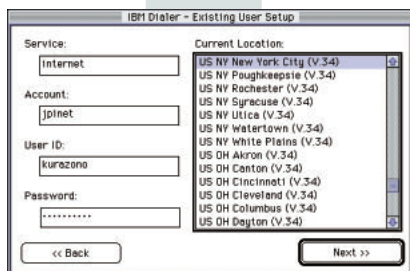 IBM Dialer - Existing User Setup
Service:
internet
Account:
jpinet
User ID:
kurazono
Password:
••••••••••
<< Back
Current Location:
US NY New York City (V.34)
US NY Poughkeepsie (V.34)
US NY Rochester (V.34)
US NY Syracuse (V.34)
US NY Utica (V.34)
US NY Watertown (V.34)
US NY White Plains (V.34)
US OH Akron (V.34)
US OH Canton (V.34)
US OH Cincinnati (V.34)
US OH Cleveland (V.34)
US OH Columbus (V.34)
US OH Dayton (V.34)
Next >>